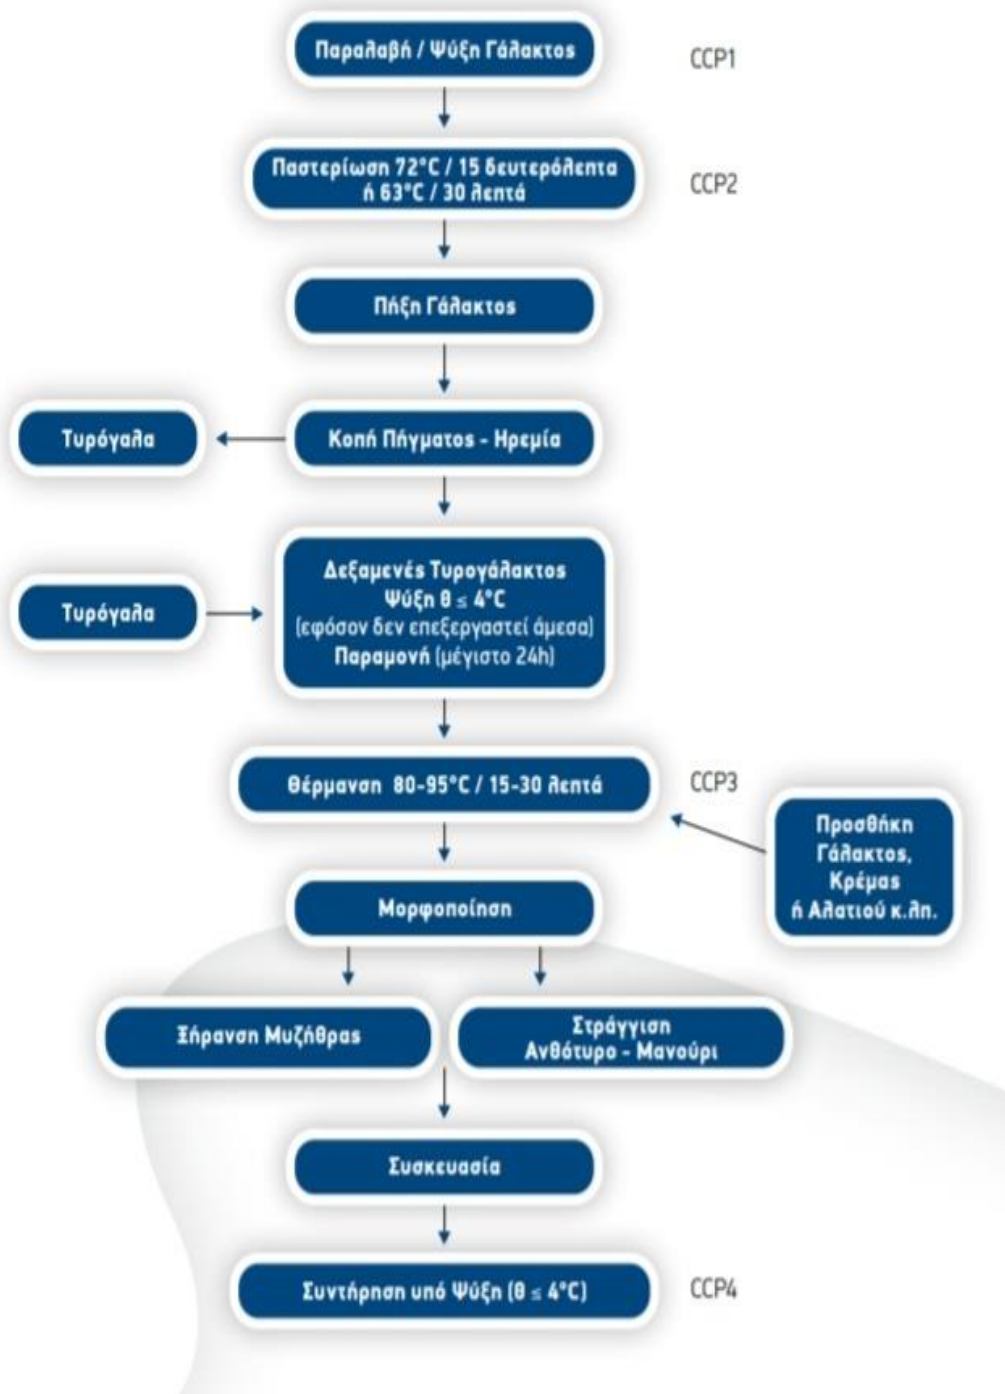 Παραλαβή / Ψύξη Γάλακτος
CCP1
Παστερίωση 72°C / 15 δευτερόλεπτα
ή 63°C / 30 λεπτά
CCP2
Πήξη Γάλακτος
Τυρόγαλα
Κοπή Πήγματος - Ηρεμία
Τυρόγαλα
Δεξαμενές Τυρογάλακτος
Ψύξη θ ≤ 4°C
(εφόσον δεν επεξεργαστεί άμεσα)
Παραμονή (μέγιστο 24h)
Θέρμανση 80-95°C / 15-30 λεπτά
CCP3
Προσθήκη
Γάλακτος,
Κρέμας
ή Αλατιού κ.λπ.
Μορφοποίηση
Ξήρανση Μυζήθρας
Στράγγιση
Ανθότυρο - Μανούρι
Συσκευασία
Συντήρηση υπό Ψύξη (θ ≤ 4°C)
CCP4